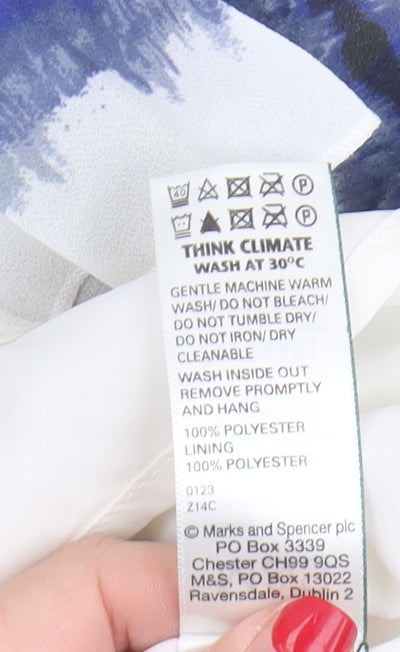 40 P
P
THINK CLIMATE
WASH AT 30°C
GENTLE MACHINE WARM
WASH/ DO NOT BLEACH/
DO NOT TUMBLE DRY/
DO NOT IRON/ DRY
CLEANABLE
WASH INSIDE OUT
REMOVE PROMPTLY
AND HANG
100% POLYESTER
LINING
100% POLYESTER
0123
Z14C
© Marks and Spencer plc
PO Box 3339
Chester CH99 9QS
M&S, PO Box 13022
Ravensdale, Dublin 2